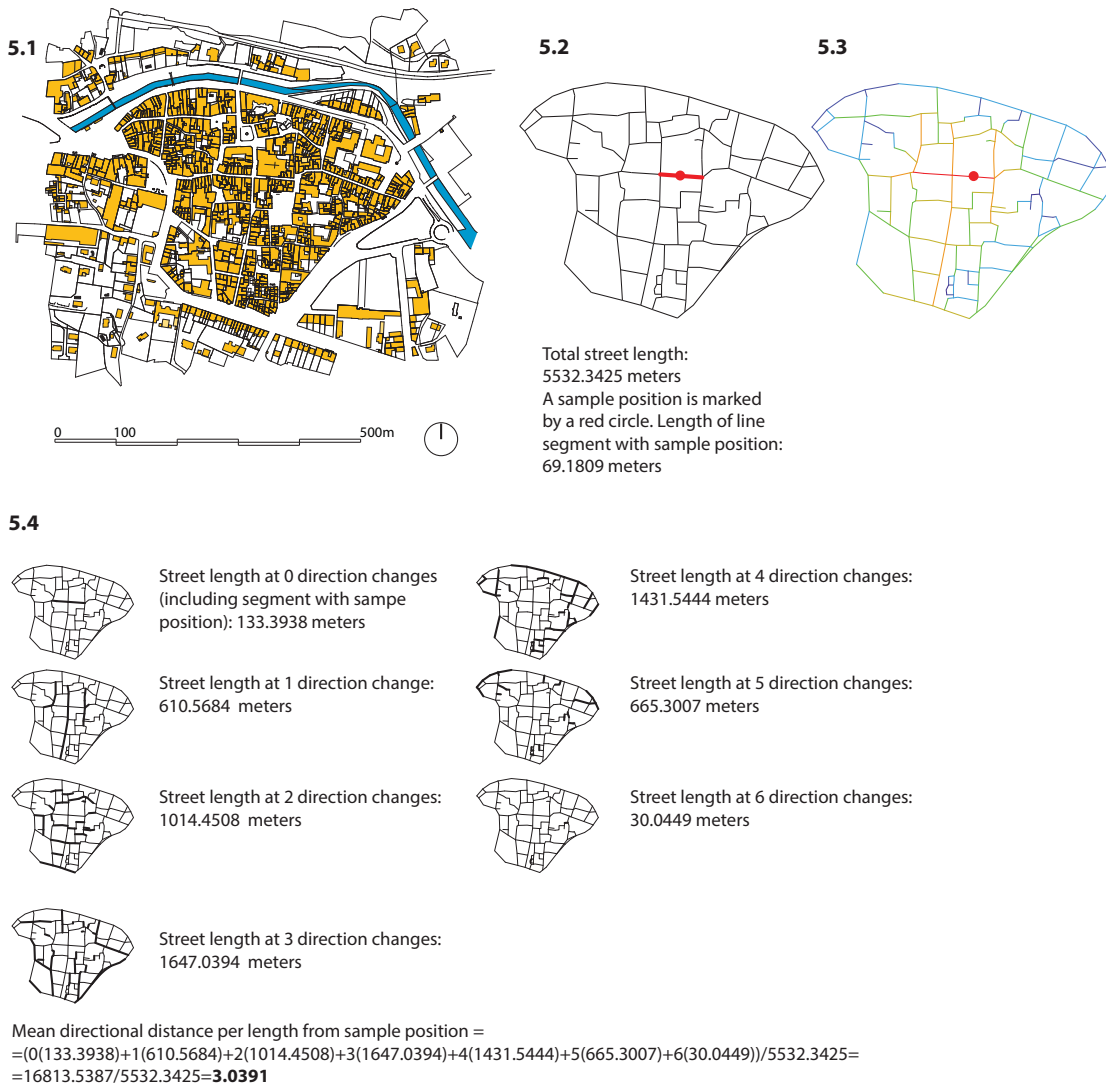 5.1
5.2
5.3
0 100 500m
Total street length:
5532.3425 meters
A sample position is marked
by a red circle. Length of line
segment with sample position:
69.1809 meters
5.4
Street length at 0 direction changes
(including segment with sampe
position): 133.3938 meters
Street length at 1 direction change:
610.5684 meters
Street length at 2 direction changes:
1014.4508 meters
Street length at 3 direction changes:
1647.0394 meters
Street length at 4 direction changes:
1431.5444 meters
Street length at 5 direction changes:
665.3007 meters
Street length at 6 direction changes:
30.0449 meters
Mean directional distance per length from sample position =
=(0(133.3938)+1(610.5684)+2(1014.4508)+3(1647.0394)+4(1431.5444)+5(665.3007)+6(30.0449))/5532.3425=
=16813.5387/5532.3425=3.0391